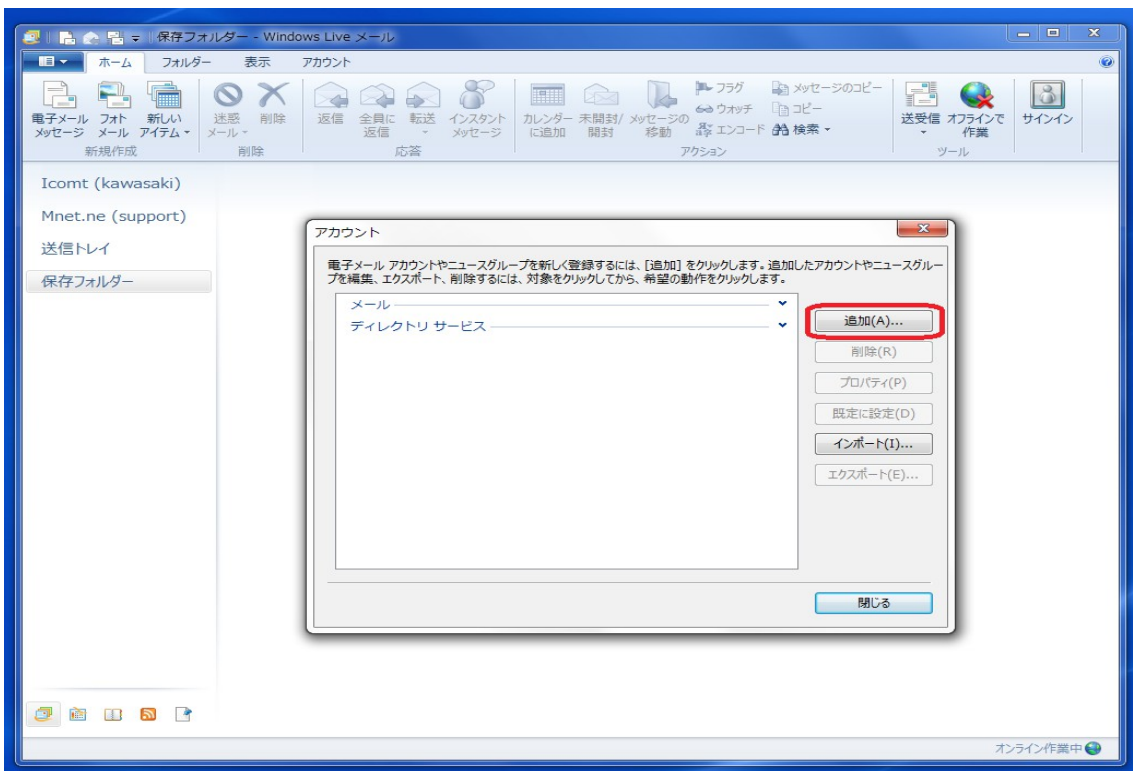 保存フォルダー - Windows Live メール
ホーム フォルダー 表示 アカウント
電子メール メッセージ
フォト メール
新しい アイテム
迷惑 メール
削除
返信
全員に 返信
転送
インスタント メッセージ
カレンダー に追加
未開封/ 開封
メッセージの 移動
フラグ
ウオッチ
エンコード
メッセージのコピー
コピー
検索
送受信
オフラインで 作業
サインイン
新規作成 削除 応答 アクション ツール
Icomt (kawasaki)
Mnet.ne (support)
送信トレイ
保存フォルダー
アカウント
電子メール アカウントやニュースグループを新しく登録するには、[追加] をクリックします。追加したアカウントやニュースグルー
プを編集、エクスポート、削除するには、対象をクリックしてから、希望の動作をクリックします。
メール
ディレクトリ サービス
追加(A)...
削除(R)
プロパティ(P)
既定に設定(D)
インポート(I)...
エクスポート(E)...
閉じる
オンライン作業中